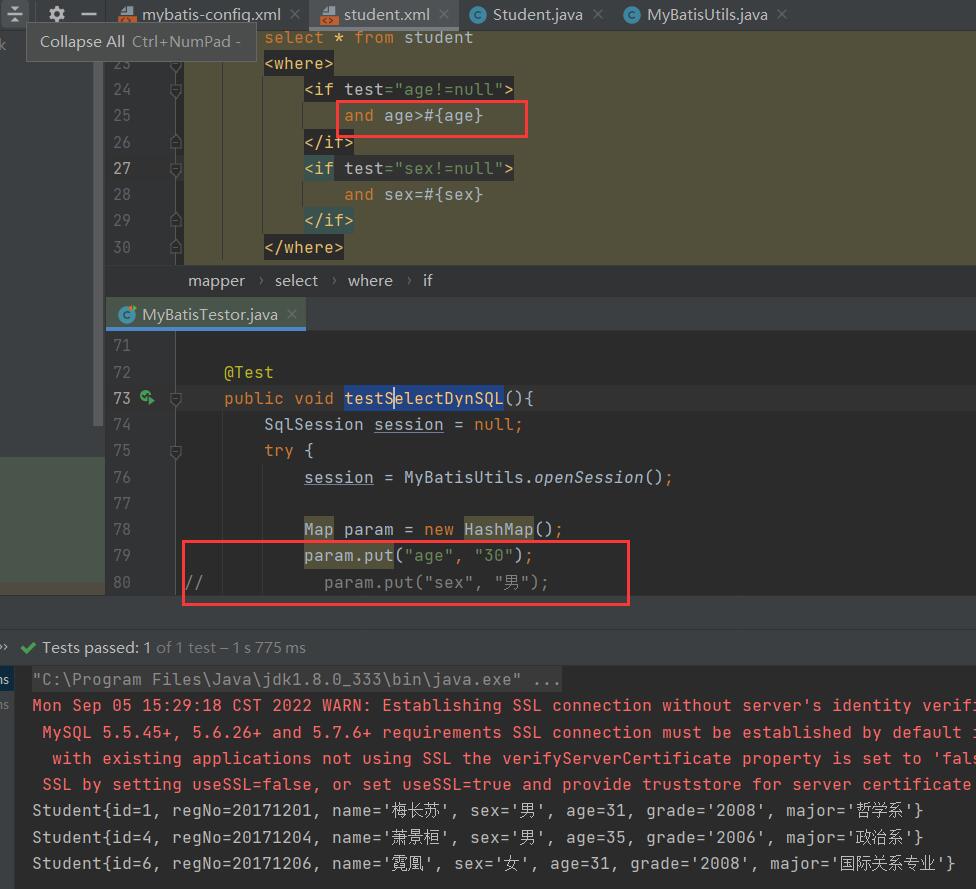 mybatis-config.xml student.xml Student.java MyBatisUtils.java
Collapse All Ctrl+NumPad -
select * from student
23 <where>
24 <if test="age!=null">
25 and age>#{age}
26 </if>
27 <if test="sex!=null">
28 and sex=#{sex}
29 </if>
30 </where>
mapper › select › where › if
MyBatisTestor.java
71
72 @Test
73 public void testSelectDynSQL(){
74 SqlSession session = null;
75 try {
76 session = MyBatisUtils.openSession();
77
78 Map param = new HashMap();
79 param.put("age", "30");
80 // param.put("sex", "男");
Tests passed: 1 of 1 test – 1 s 775 ms
"C:\Program Files\Java\jdk1.8.0_333\bin\java.exe" ...
Mon Sep 05 15:29:18 CST 2022 WARN: Establishing SSL connection without server's identity verifi
MySQL 5.5.45+, 5.6.26+ and 5.7.6+ requirements SSL connection must be established by default i
with existing applications not using SSL the verifyServerCertificate property is set to 'fals
SSL by setting useSSL=false, or set useSSL=true and provide truststore for server certificate
Student{id=1, regNo=20171201, name='梅长苏', sex='男', age=31, grade='2008', major='哲学系'}
Student{id=4, regNo=20171204, name='萧景桓', sex='男', age=35, grade='2006', major='政治系'}
Student{id=6, regNo=20171206, name='霓凰', sex='女', age=31, grade='2008', major='国际关系专业'}